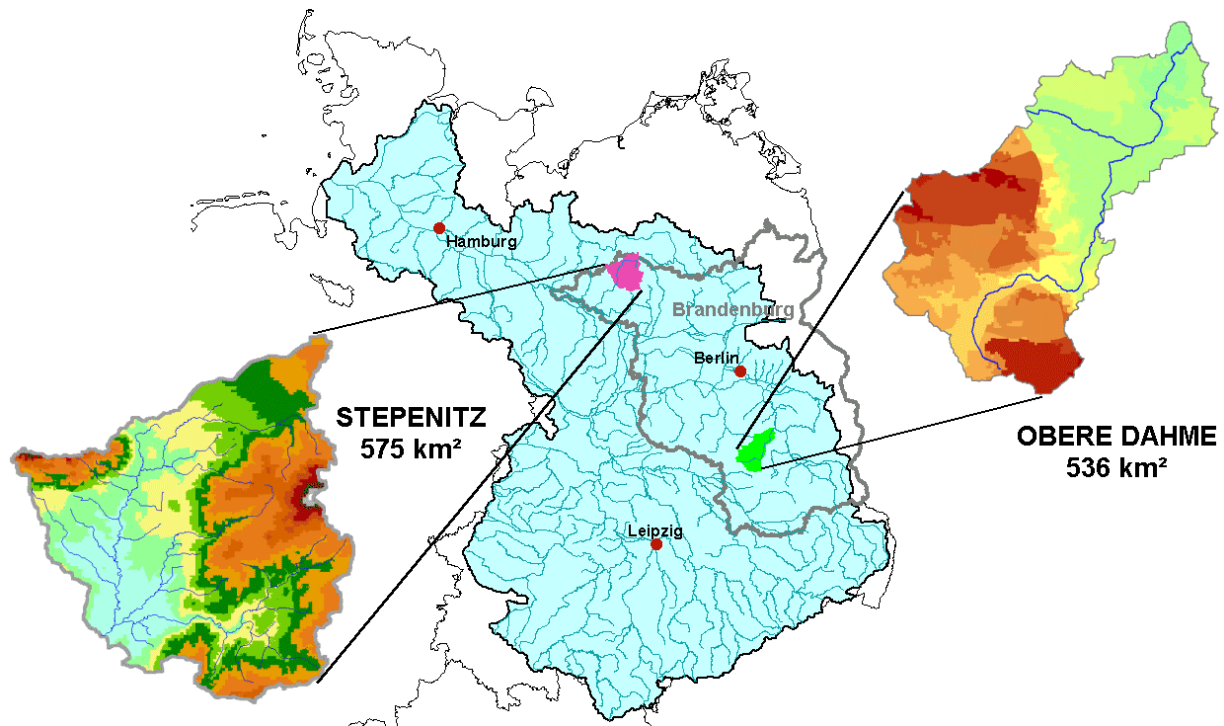 Hamburg
Brandenburg
Berlin
STEPENITZ
575 km²
OBERE DAHME
536 km²
Leipzig